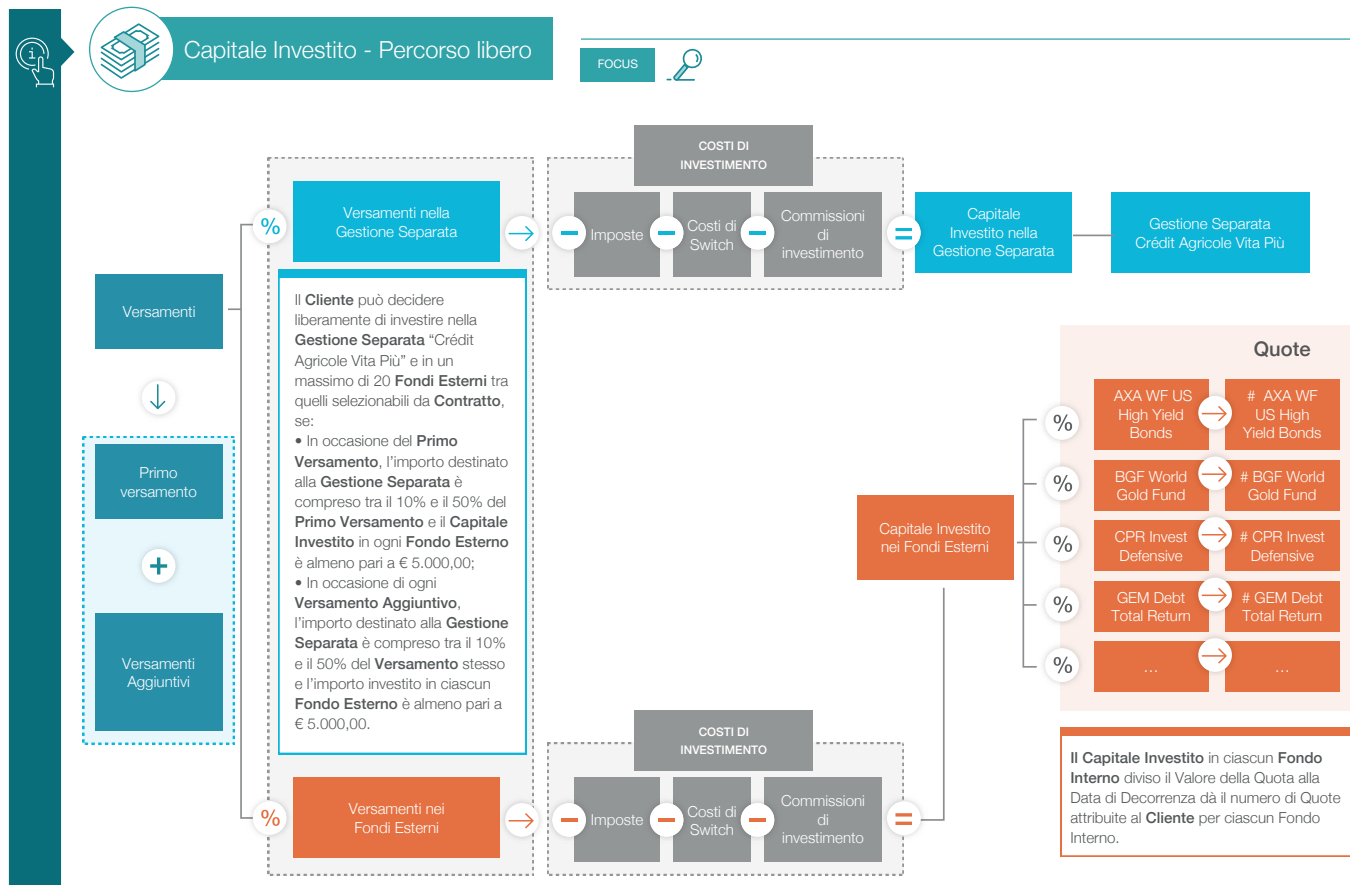 Capitale Investito - Percorso libero
FOCUS
Versamenti
Primo
versamento
+
Versamenti
Aggiuntivi
%
Versamenti nella
Gestione Separata
Il Cliente può decidere
liberamente di investire nella
Gestione Separata “Crédit
Agricole Vita Più” e in un
massimo di 20 Fondi Esterni tra
quelli selezionabili da Contratto,
se:
• In occasione del Primo
Versamento, l’importo destinato
alla Gestione Separata è
compreso tra il 10% e il 50% del
Primo Versamento e il Capitale
Investito in ogni Fondo Esterno
è almeno pari a € 5.000,00;
• In occasione di ogni
Versamento Aggiuntivo,
l’importo destinato alla Gestione
Separata è compreso tra il 10%
e il 50% del Versamento stesso
e l’importo investito in ciascun
Fondo Esterno è almeno pari a
€ 5.000,00.
%
Versamenti nei
Fondi Esterni
COSTI DI
INVESTIMENTO
−
Imposte
−
Costi di
Switch
−
Commissioni
di
investimento
=
Capitale
Investito nella
Gestione Separata
Gestione Separata
Crédit Agricole Vita Più
COSTI DI
INVESTIMENTO
−
Imposte
−
Costi di
Switch
−
Commissioni
di
investimento
=
Capitale Investito
nei Fondi Esterni
Quote
%
AXA WF US
High Yield
Bonds
# AXA WF
US High
Yield Bonds
%
BGF World
Gold Fund
# BGF World
Gold Fund
%
CPR Invest
Defensive
# CPR Invest
Defensive
%
GEM Debt
Total Return
# GEM Debt
Total Return
%
...
...
Il Capitale Investito in ciascun Fondo
Interno diviso il Valore della Quota alla
Data di Decorrenza dà il numero di Quote
attribuite al Cliente per ciascun Fondo
Interno.